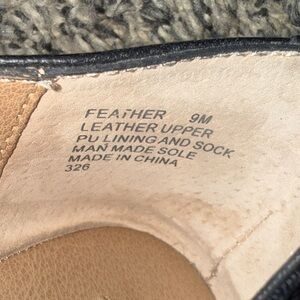 FEATHER 9M
LEATHER UPPER
PU LINING AND SOCK
MAN MADE SOLE
MADE IN CHINA
326